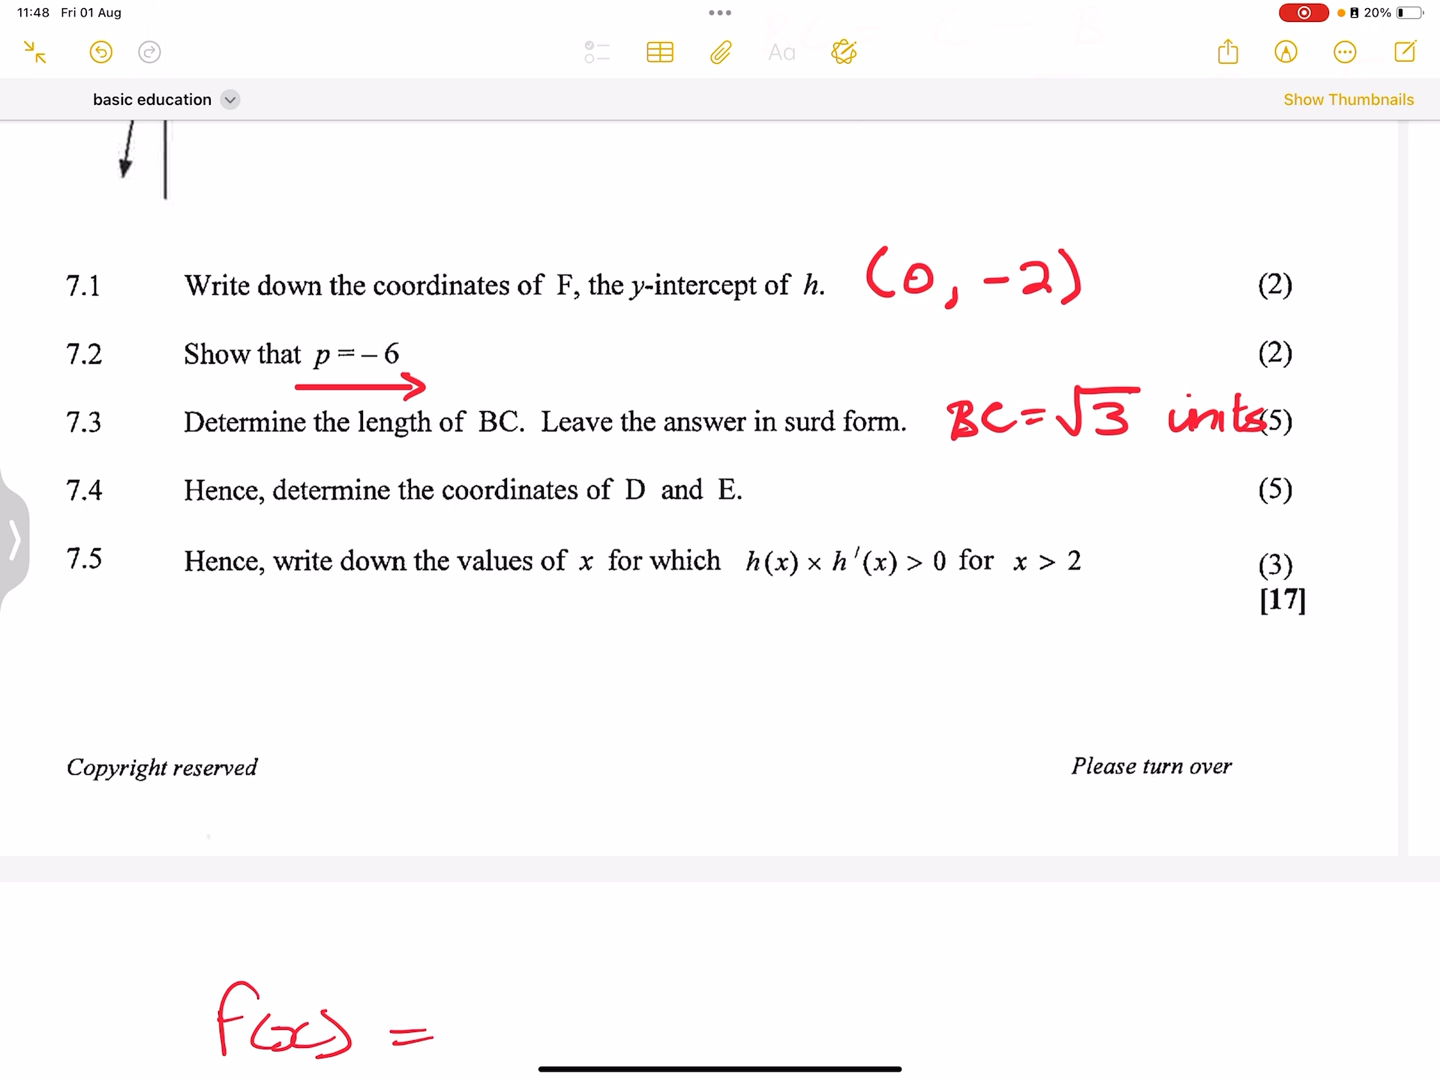 11:48 Fri 01 Aug
20%
Aa
basic education
Show Thumbnails
7.1 Write down the coordinates of F, the y-intercept of h. (0, -2) (2)
7.2 Show that p = – 6 (2)
7.3 Determine the length of BC. Leave the answer in surd form. BC = √3 units (5)
7.4 Hence, determine the coordinates of D and E. (5)
7.5 Hence, write down the values of x for which h(x) × h ′(x) > 0 for x > 2 (3)
[17]
Copyright reserved Please turn over
f(x) =